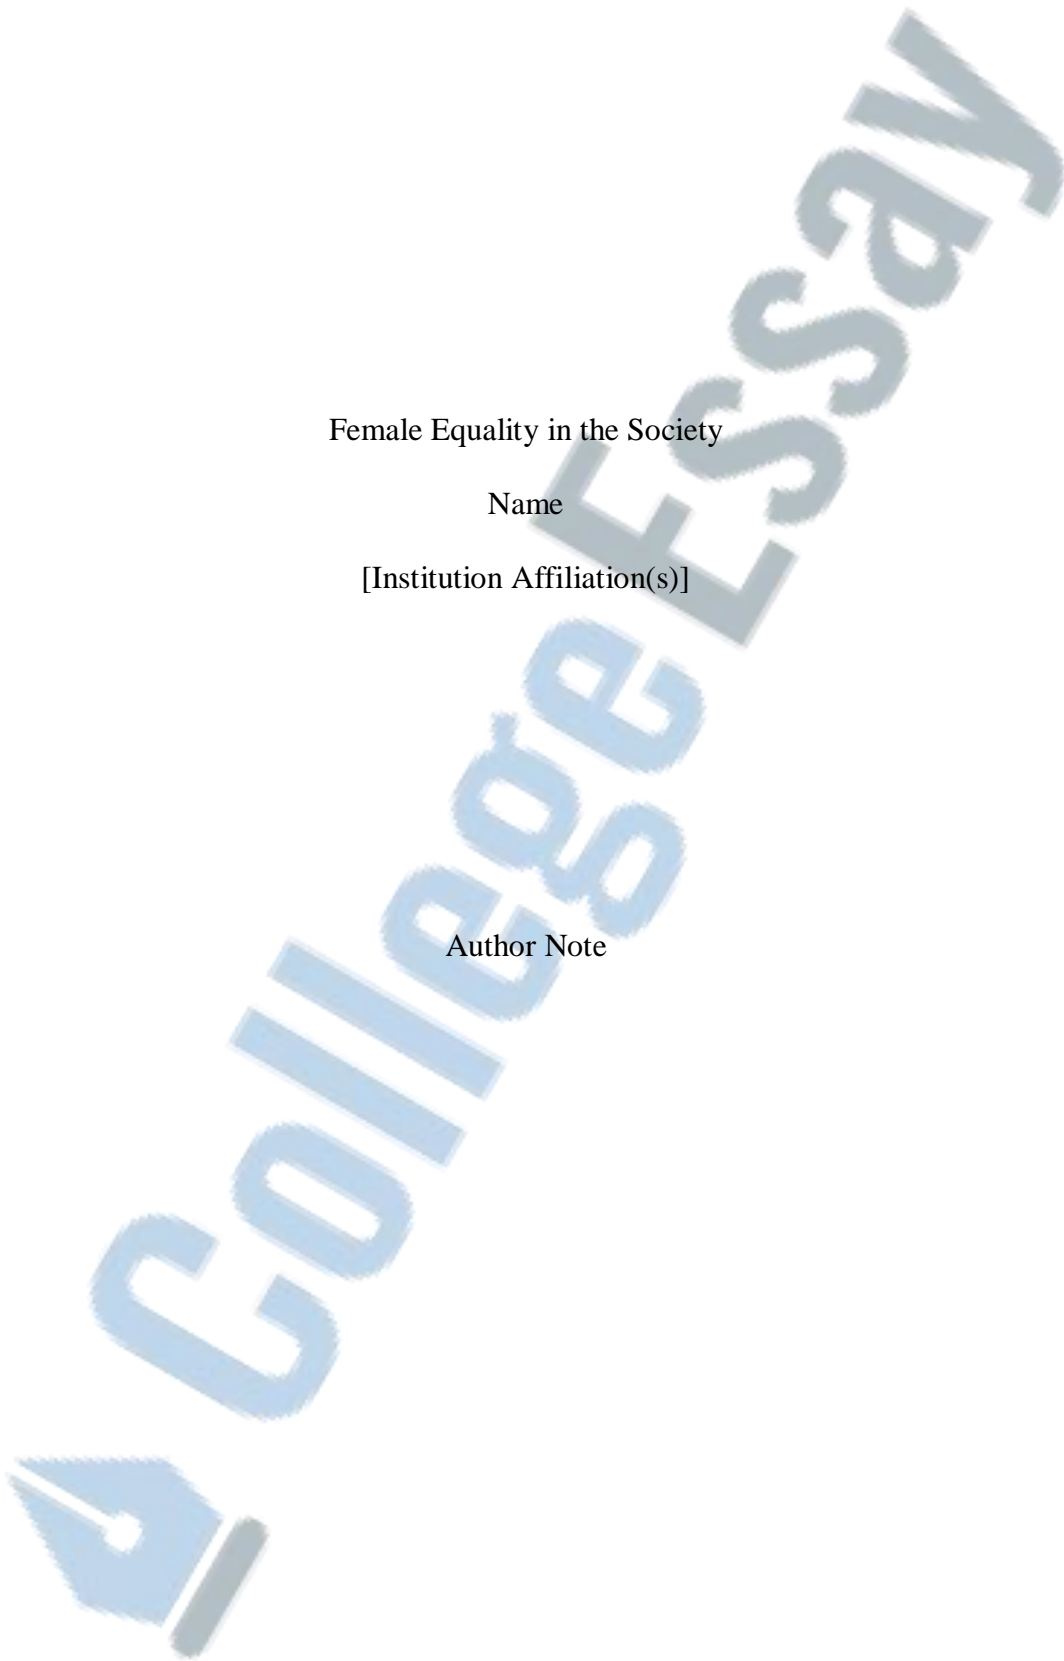 Female Equality in the Society
Name
[Institution Affiliation(s)]
Author Note
College Essay